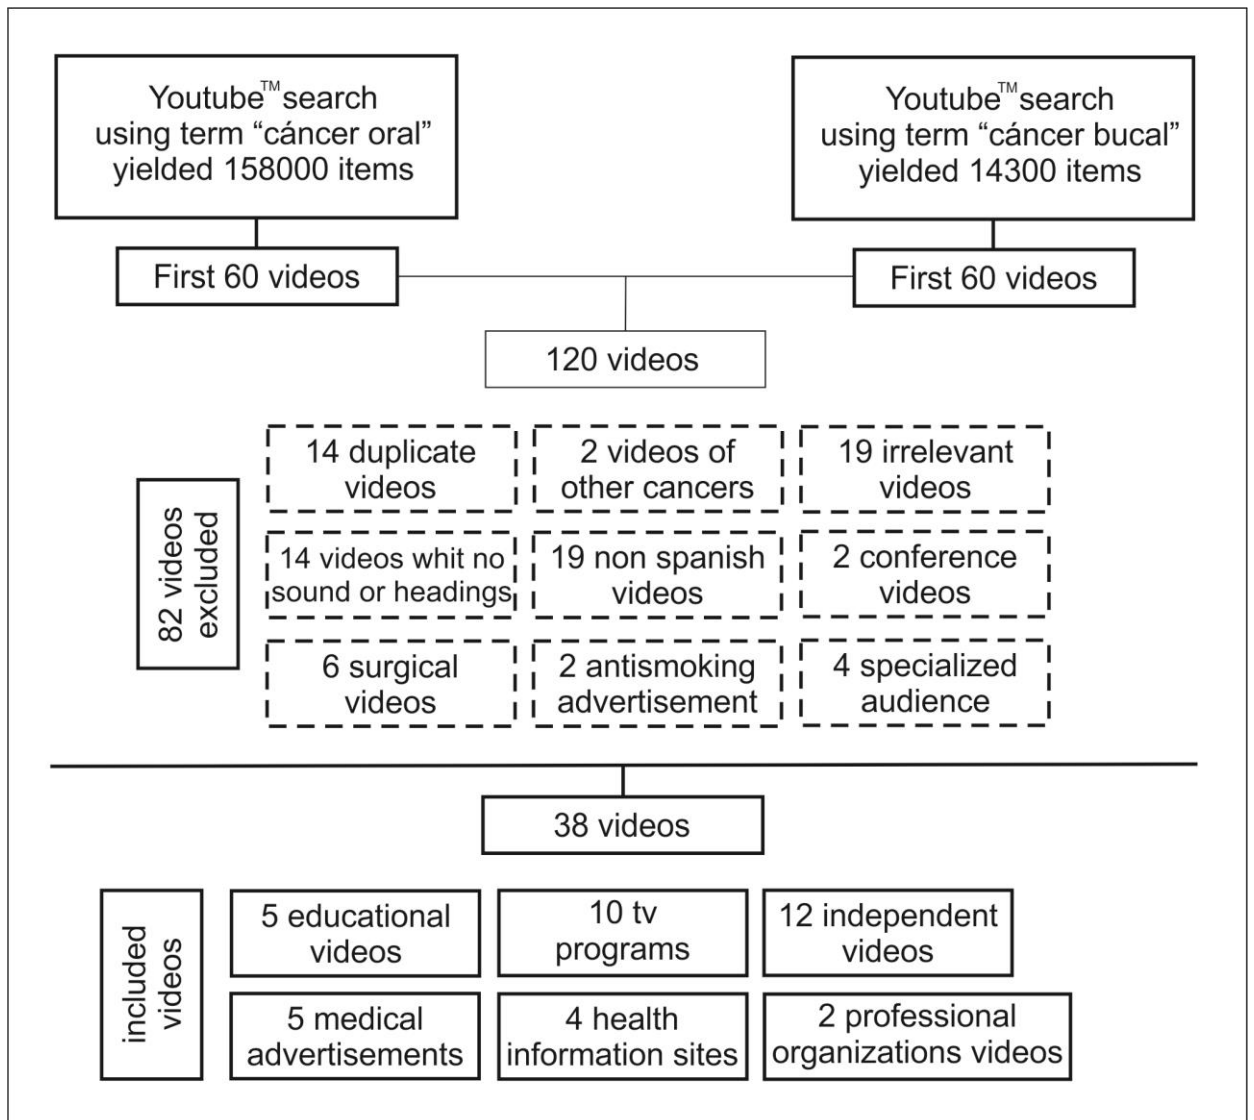 Youtube™ search
using term “cáncer oral”
yielded 158000 items
Youtube™ search
using term “cáncer bucal”
yielded 14300 items
First 60 videos
First 60 videos
120 videos
82 videos
excluded
14 duplicate
videos
2 videos of
other cancers
19 irrelevant
videos
14 videos whit no
sound or headings
19 non spanish
videos
2 conference
videos
6 surgical
videos
2 antismoking
advertisement
4 specialized
audience
38 videos
included
videos
5 educational
videos
10 tv
programs
12 independent
videos
5 medical
advertisements
4 health
information sites
2 professional
organizations videos